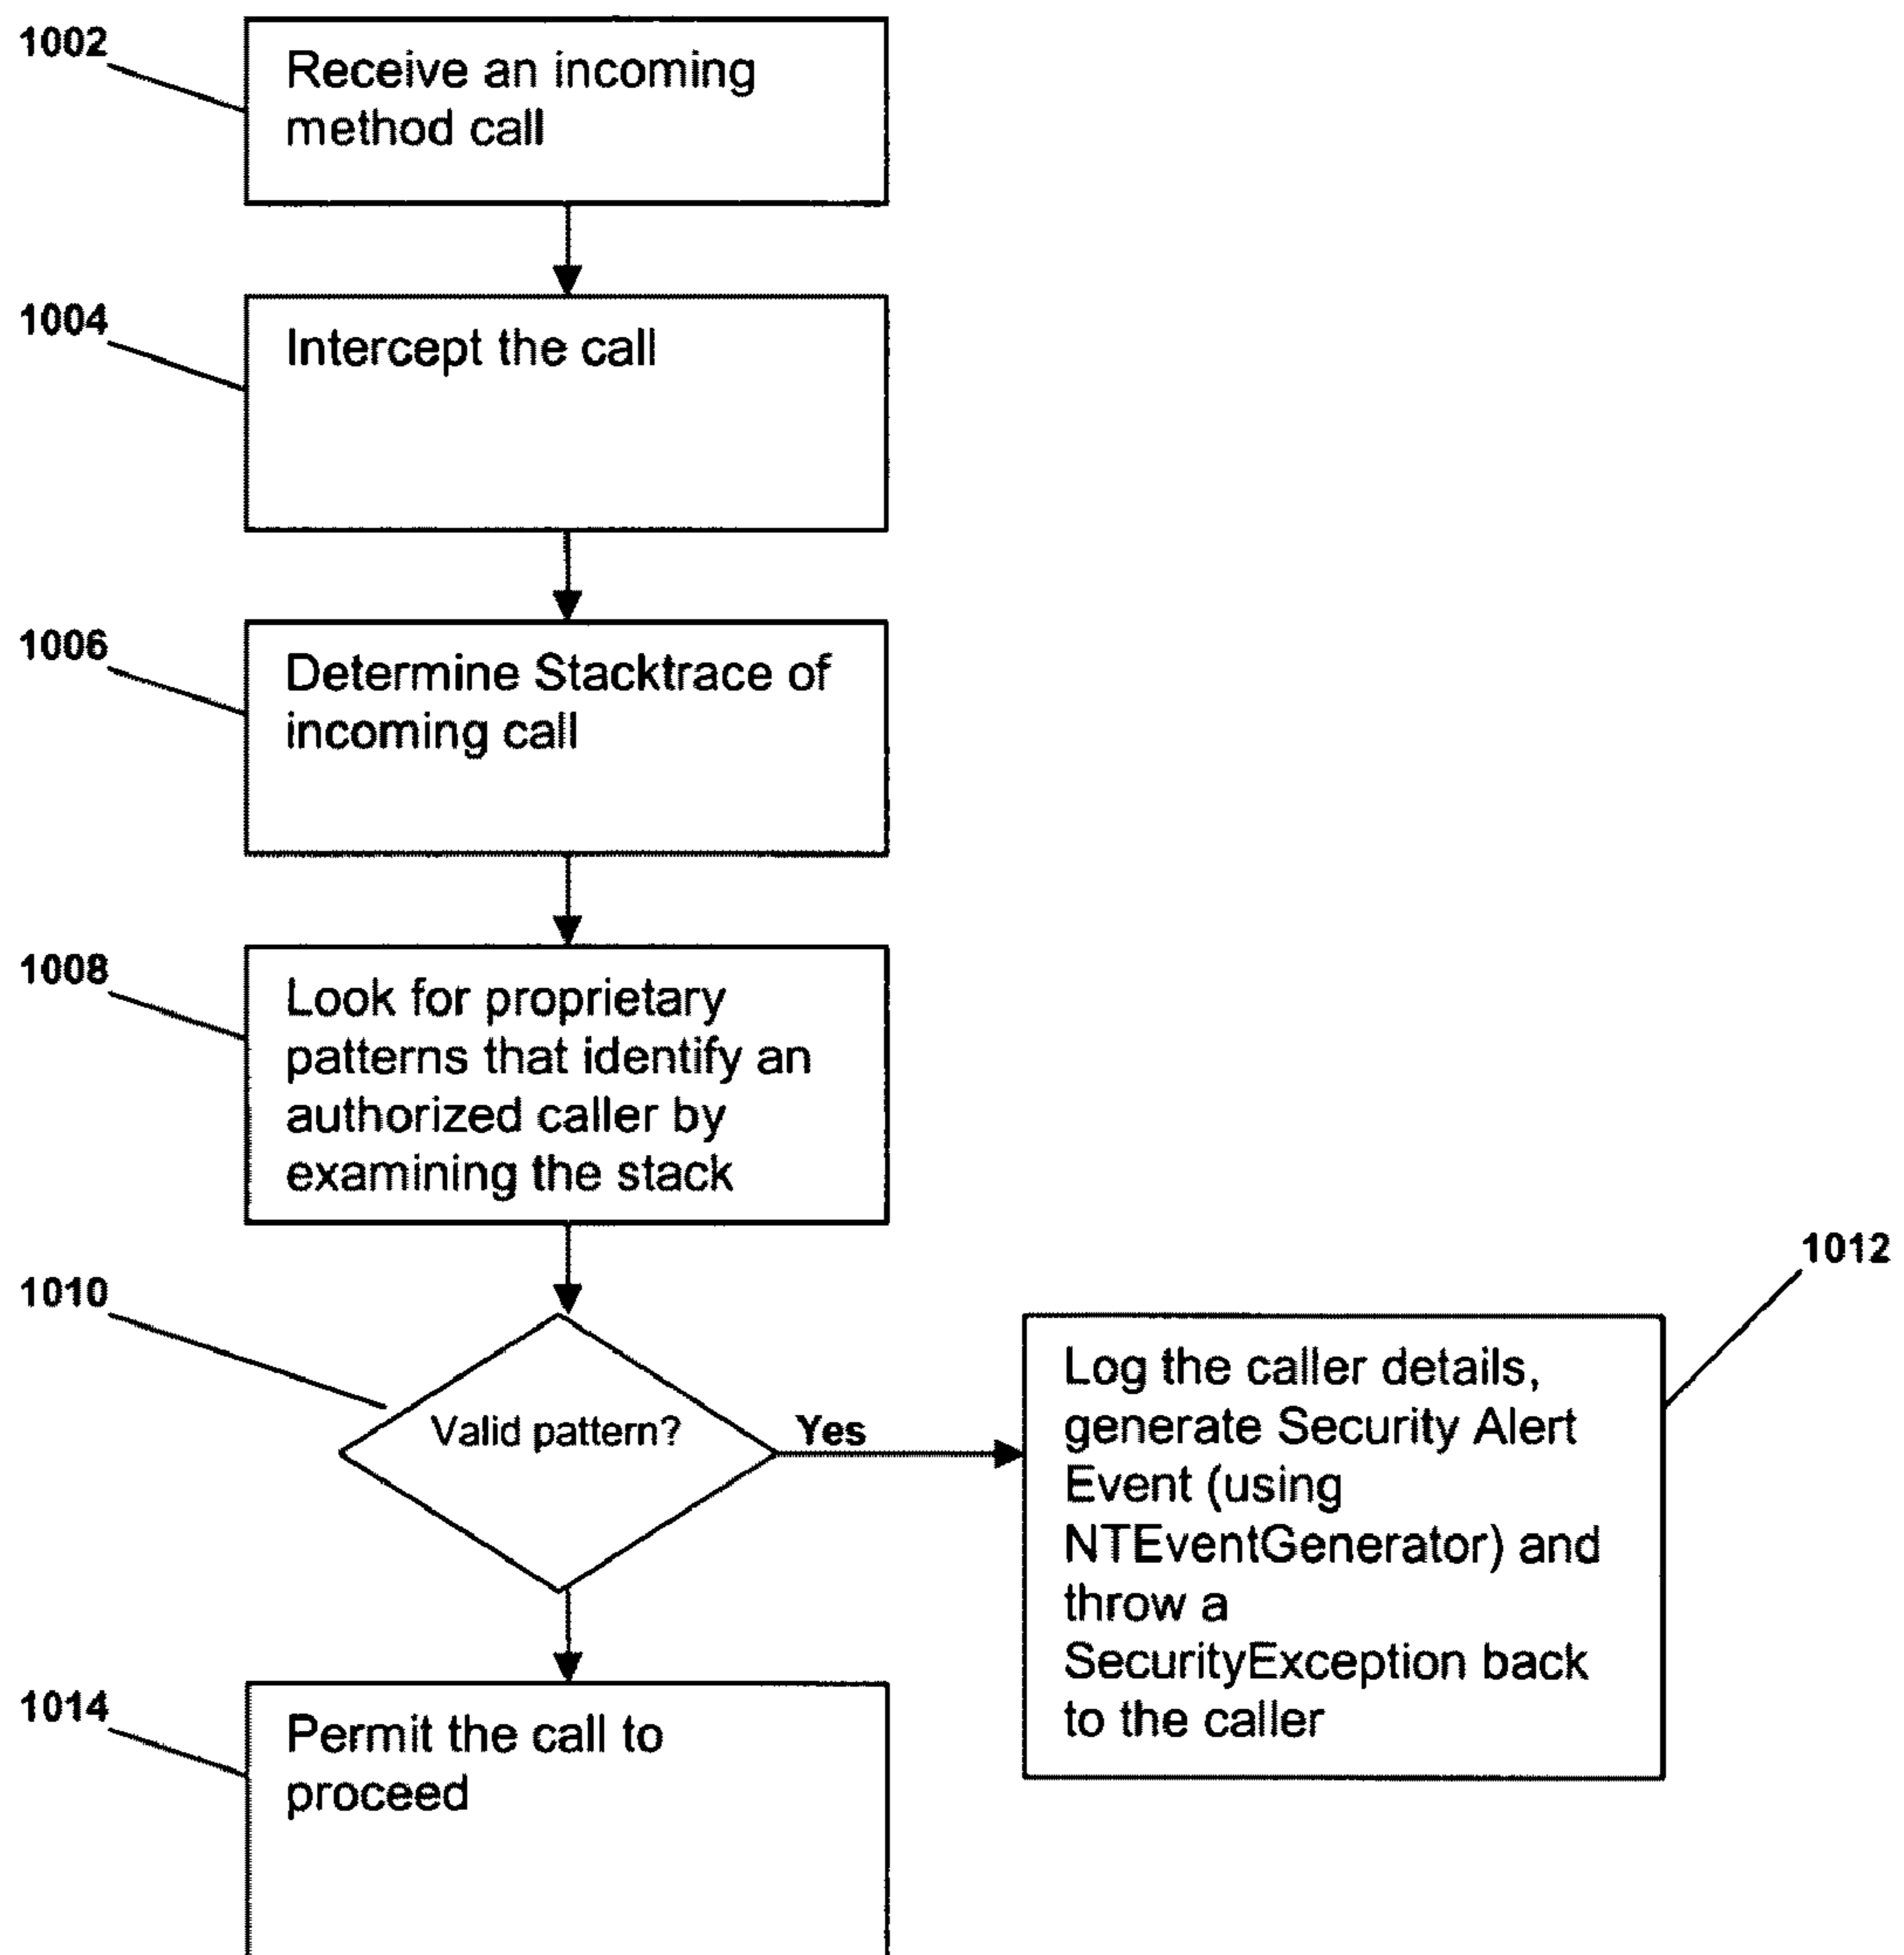 1002
Receive an incoming
method call
1004
Intercept the call
1006
Determine Stacktrace of
incoming call
1008
Look for proprietary
patterns that identify an
authorized caller by
examining the stack
1010
Valid pattern?
Yes
1012
Log the caller details,
generate Security Alert
Event (using
NTEventGenerator) and
throw a
SecurityException back
to the caller
1014
Permit the call to
proceed